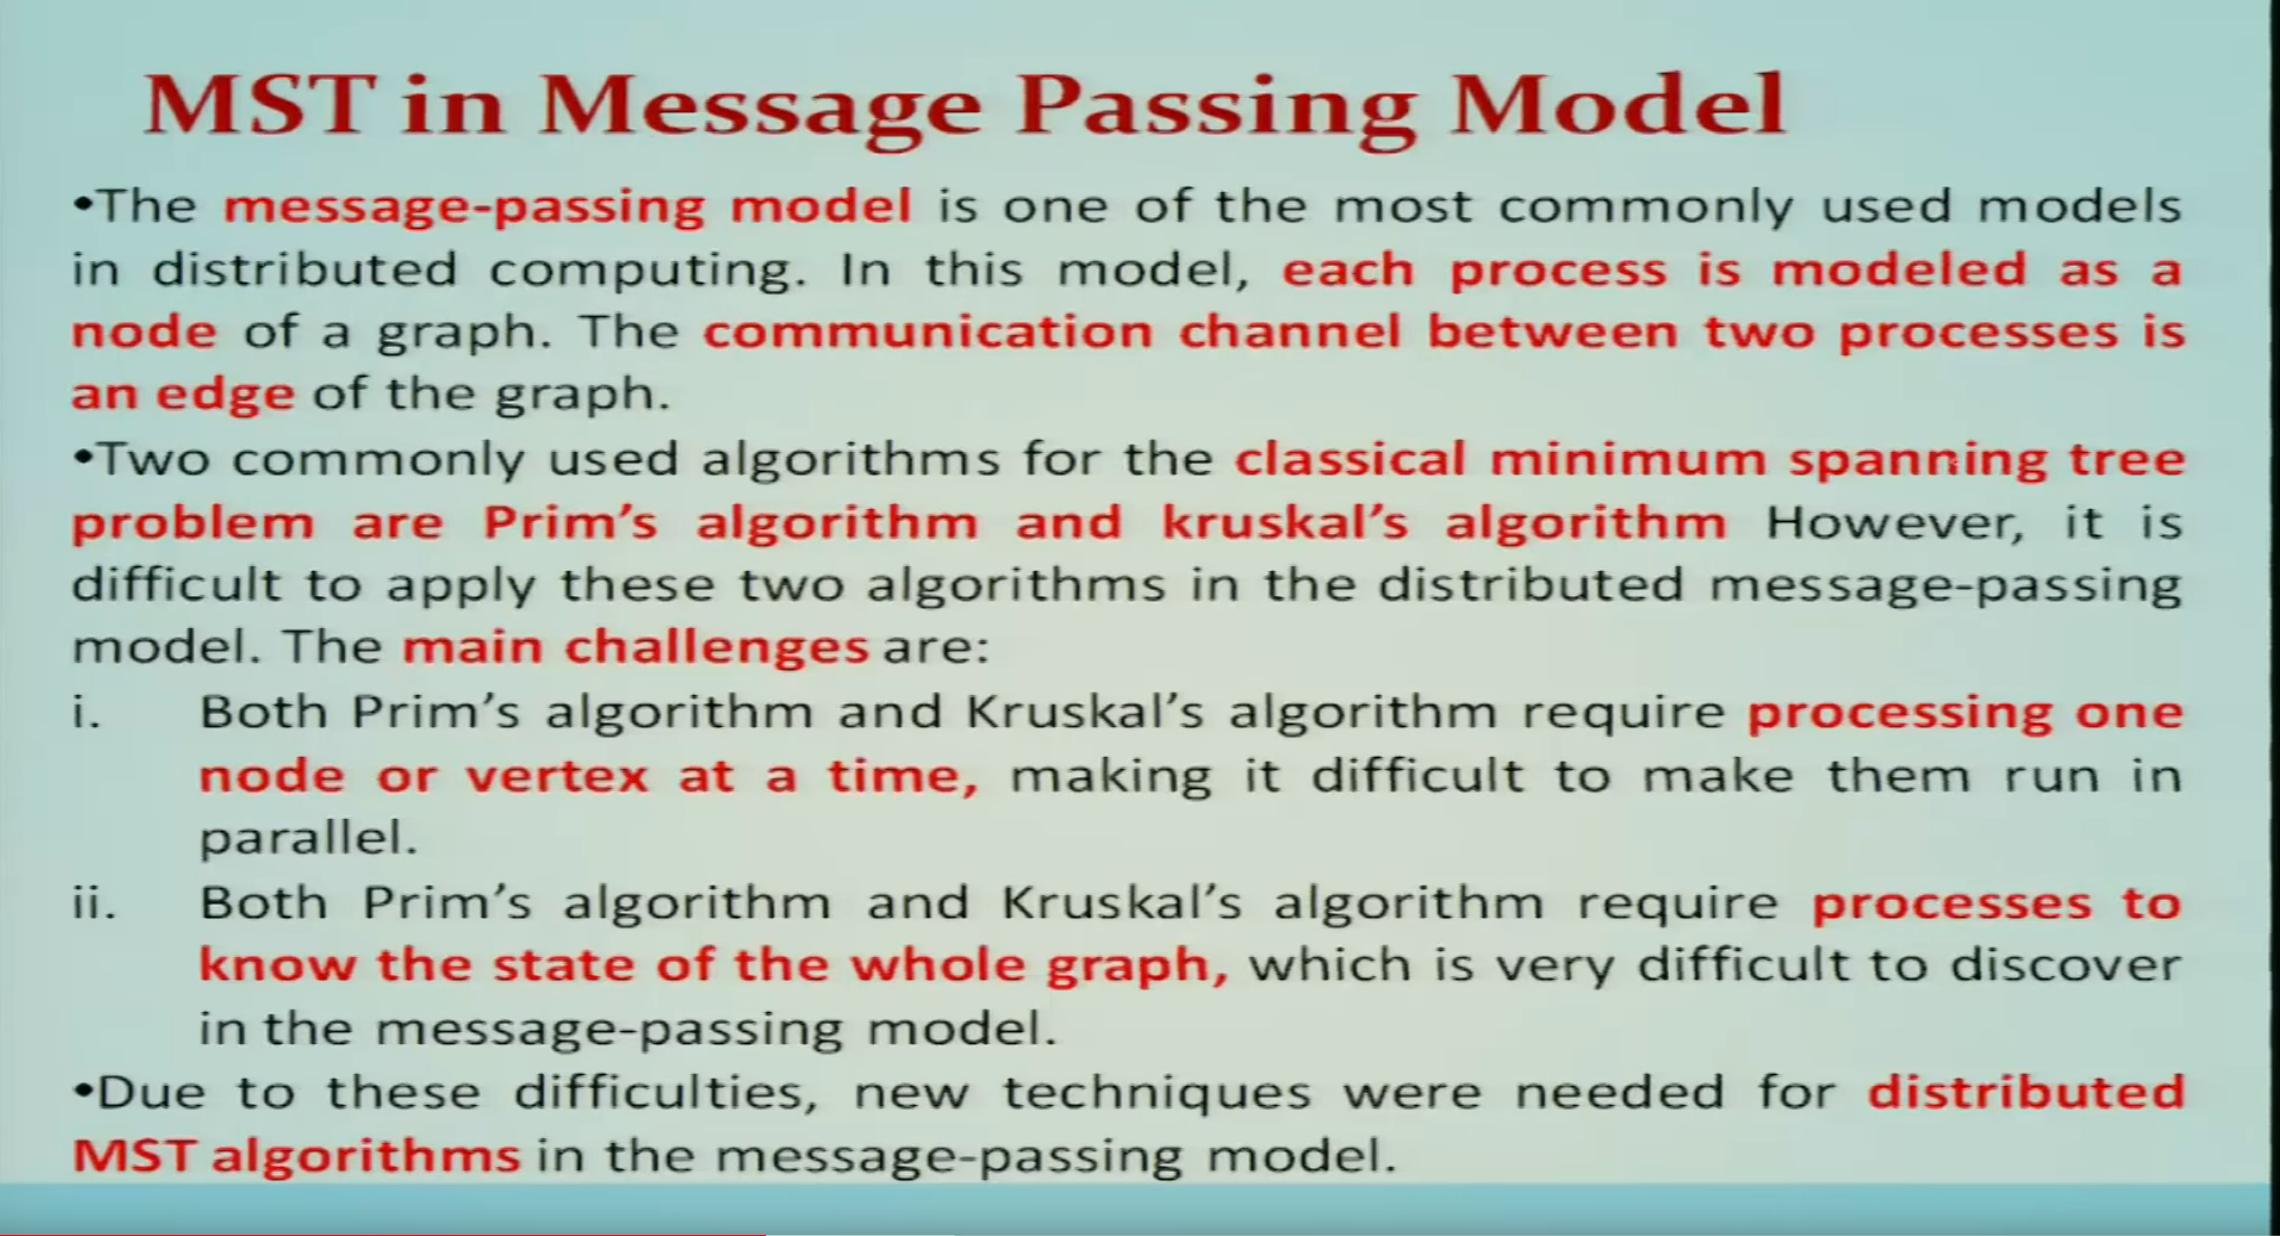 MST in Message Passing Model
•The message-passing model is one of the most commonly used models
in distributed computing. In this model, each process is modeled as a
node of a graph. The communication channel between two processes is
an edge of the graph.
•Two commonly used algorithms for the classical minimum spanning tree
problem are Prim’s algorithm and kruskal’s algorithm However, it is
difficult to apply these two algorithms in the distributed message-passing
model. The main challenges are:
i. Both Prim’s algorithm and Kruskal’s algorithm require processing one
node or vertex at a time, making it difficult to make them run in
parallel.
ii. Both Prim’s algorithm and Kruskal’s algorithm require processes to
know the state of the whole graph, which is very difficult to discover
in the message-passing model.
•Due to these difficulties, new techniques were needed for distributed
MST algorithms in the message-passing model.